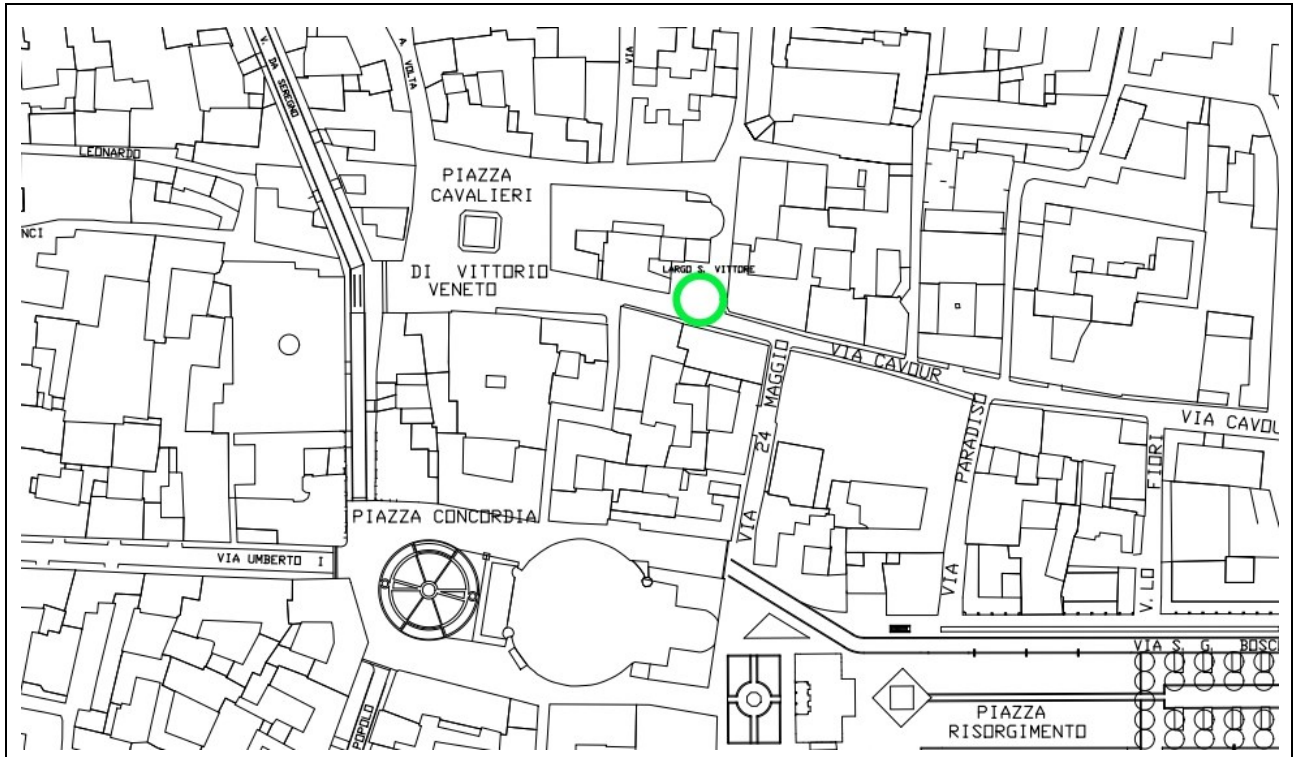 V. DA SEREGNO
A. VOLTA
VIA
LEONARDO
PIAZZA
CAVALIERI
NCI
DI VITTORIO
VENETO
LARGO S. VITTORE
VIA CAVOUR
VIA 24 MAGGIO
VIA PARADISO
VIA CAVOU
V.LO FIORI
PIAZZA CONCORDIA
VIA UMBERTO I
VIA S. G. BOSC
POPOLO
PIAZZA
RISORGIMENTO